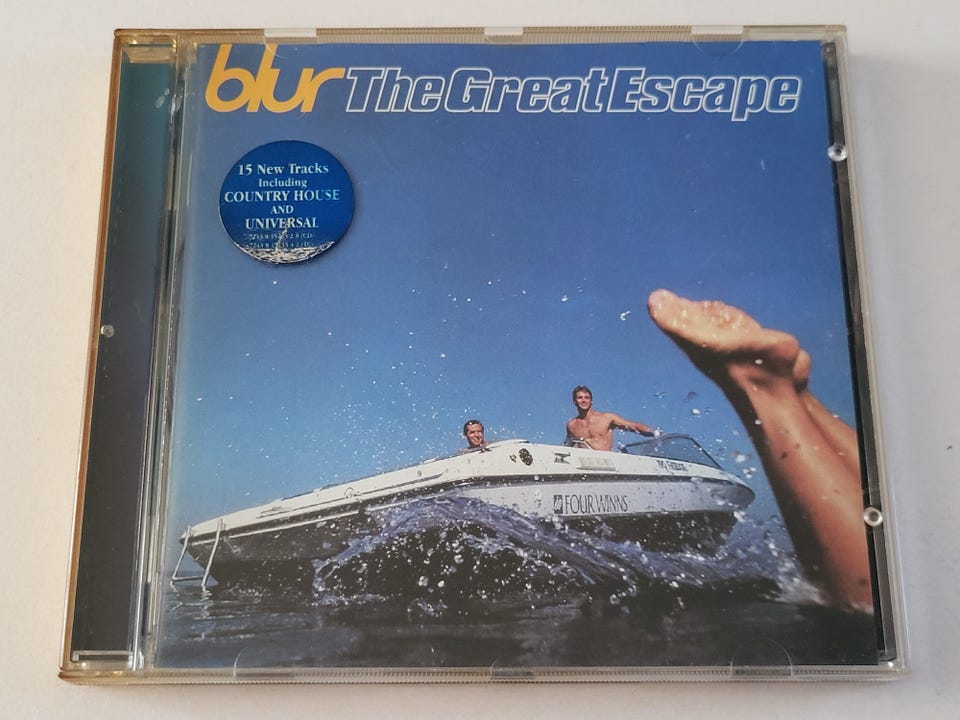 blur The Great Escape
15 New Tracks
Including
COUNTRY HOUSE
AND
UNIVERSAL
FOUR WINNS